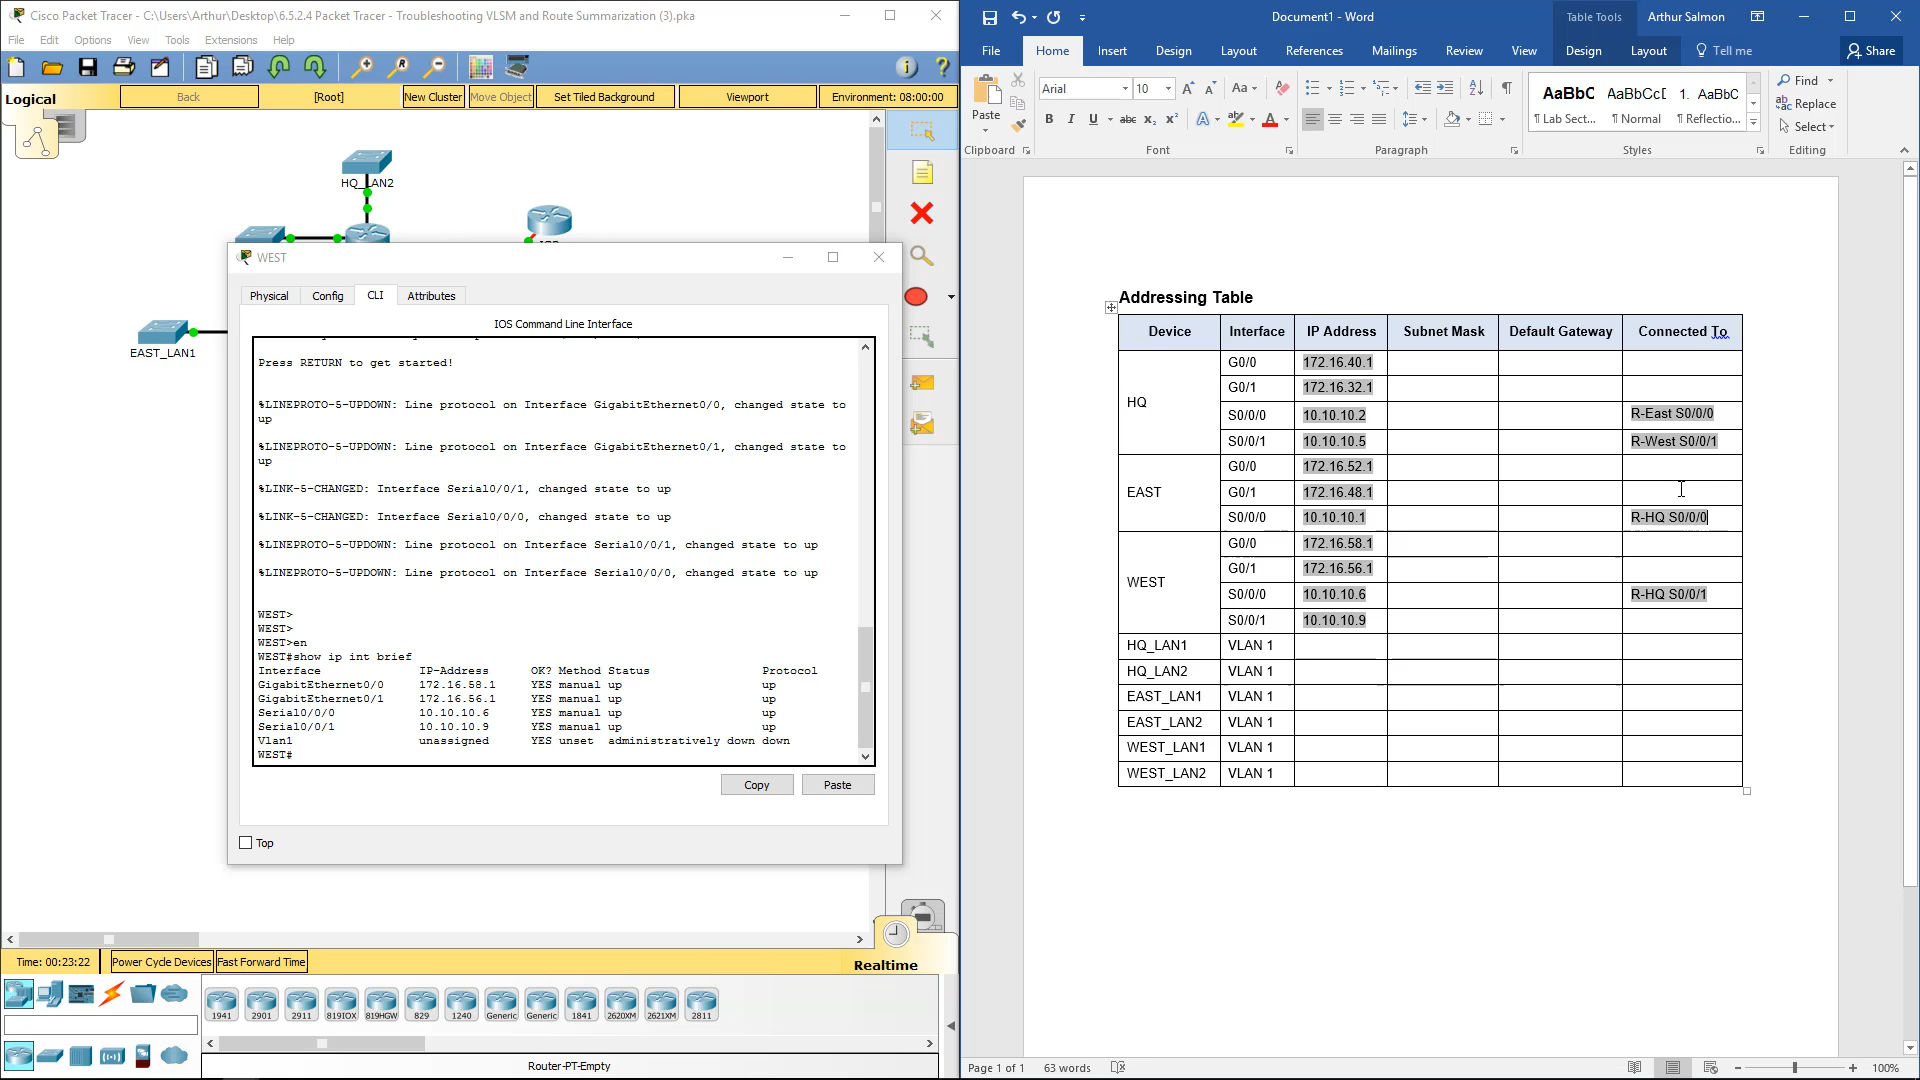 Cisco Packet Tracer - C:\Users\Arthur\Desktop\6.5.2.4 Packet Tracer - Troubleshooting VLSM and Route Summarization (3).pka
File Edit Options View Tools Extensions Help
Logical
Back
[Root]
New Cluster
Move Object
Set Tiled Background
Viewport
Environment: 08:00:00
HQ_LAN2
EAST_LAN1
WEST
Physical Config CLI Attributes
IOS Command Line Interface
Press RETURN to get started!
%LINEPROTO-5-UPDOWN: Line protocol on Interface GigabitEthernet0/0, changed state to
up
%LINEPROTO-5-UPDOWN: Line protocol on Interface GigabitEthernet0/1, changed state to
up
%LINK-5-CHANGED: Interface Serial0/0/1, changed state to up
%LINK-5-CHANGED: Interface Serial0/0/0, changed state to up
%LINEPROTO-5-UPDOWN: Line protocol on Interface Serial0/0/1, changed state to up
%LINEPROTO-5-UPDOWN: Line protocol on Interface Serial0/0/0, changed state to up
WEST>
WEST>
WEST>en
WEST#show ip int brief
Interface IP-Address OK? Method Status Protocol
GigabitEthernet0/0 172.16.58.1 YES manual up up
GigabitEthernet0/1 172.16.56.1 YES manual up up
Serial0/0/0 10.10.10.6 YES manual up up
Serial0/0/1 10.10.10.9 YES manual up up
Vlan1 unassigned YES unset administratively down down
WEST#
Copy Paste
Top
Time: 00:23:22
Power Cycle Devices
Fast Forward Time
Realtime
1941 2901 2911 819IOX 819HGW 829 1240 Generic Generic 1841 2620XM 2621XM 2811
Router-PT-Empty
Document1 - Word
Table Tools
Arthur Salmon
File Home Insert Design Layout References Mailings Review View Design Layout Tell me Share
Paste
Clipboard
Arial 10
Font
Paragraph
AaBbC AaBbCcD 1. AaBbC
¶ Lab Sect... ¶ Normal ¶ Reflectio...
Styles
Find
Replace
Select
Editing
Addressing Table
Device Interface IP Address Subnet Mask Default Gateway Connected To
HQ
G0/0 172.16.40.1
G0/1 172.16.32.1
S0/0/0 10.10.10.2 R-East S0/0/0
S0/0/1 10.10.10.5 R-West S0/0/1
EAST
G0/0 172.16.52.1
G0/1 172.16.48.1
S0/0/0 10.10.10.1 R-HQ S0/0/0
WEST
G0/0 172.16.58.1
G0/1 172.16.56.1
S0/0/0 10.10.10.6 R-HQ S0/0/1
S0/0/1 10.10.10.9
HQ_LAN1 VLAN 1
HQ_LAN2 VLAN 1
EAST_LAN1 VLAN 1
EAST_LAN2 VLAN 1
WEST_LAN1 VLAN 1
WEST_LAN2 VLAN 1
Page 1 of 1 63 words
100%